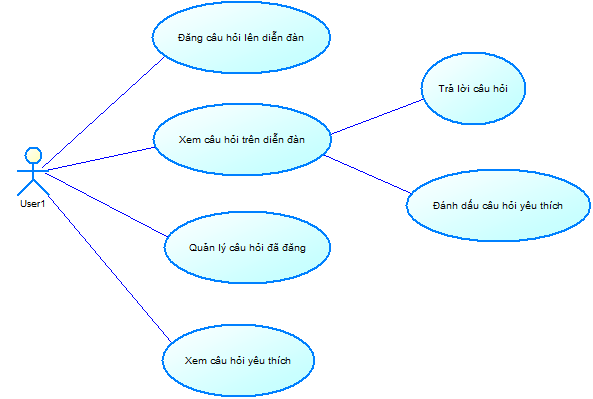 Đăng câu hỏi lên diễn đàn
Trả lời câu hỏi
Xem câu hỏi trên diễn đàn
User1
Đánh dấu câu hỏi yêu thích
Quản lý câu hỏi đã đăng
Xem câu hỏi yêu thích